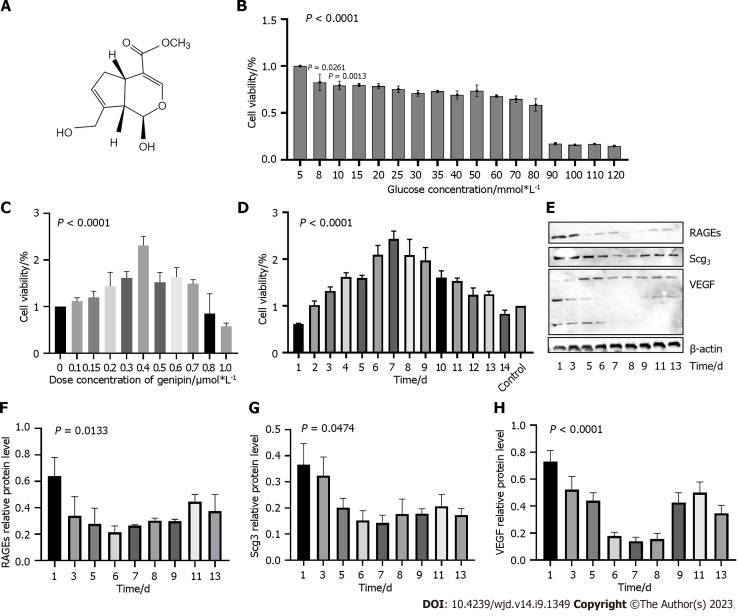 A
O
OCH3
H
O
HO
H
OH
B
P < 0.0001
Cell viability/%
1.5
1.0
0.5
0.0
P = 0.0261
P = 0.0013
5 8 10 15 20 25 30 35 40 50 60 70 80 90 100 110 120
Glucose concentration/mmol*L-1
C
P < 0.0001
Cell viability/%
3
2
1
0
0 0.1 0.15 0.2 0.3 0.4 0.5 0.6 0.7 0.8 1.0
Dose concentration of genipin/μmol*L-1
D
P < 0.0001
Cell viability/%
3
2
1
0
1 2 3 4 5 6 7 8 9 10 11 12 13 14 Control
Time/d
E
RAGEs
Scg3
VEGF
β-actin
1 3 5 6 7 8 9 11 13 Time/d
F
P = 0.0133
RAGEs relative protein level
1.0
0.8
0.6
0.4
0.2
0.0
1 3 5 6 7 8 9 11 13
Time/d
G
P = 0.0474
Scg3 relative protein level
0.5
0.4
0.3
0.2
0.1
0.0
1 3 5 6 7 8 9 11 13
Time/d
H
P < 0.0001
VEGF relative protein level
1.0
0.8
0.6
0.4
0.2
0.0
1 3 5 6 7 8 9 11 13
Time/d
DOI: 10.4239/wjd.v14.i9.1349 Copyright ©The Author(s) 2023